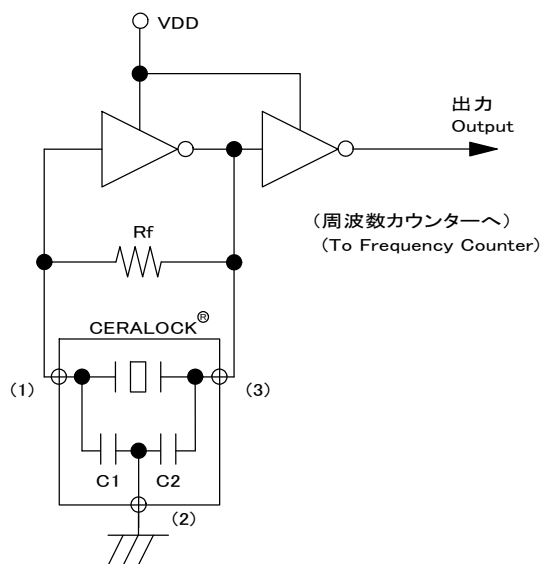 VDD
出力
Output
（周波数カウンターへ）
(To Frequency Counter)
Rf
CERALOCK®
(1)
(3)
C1
C2
(2)